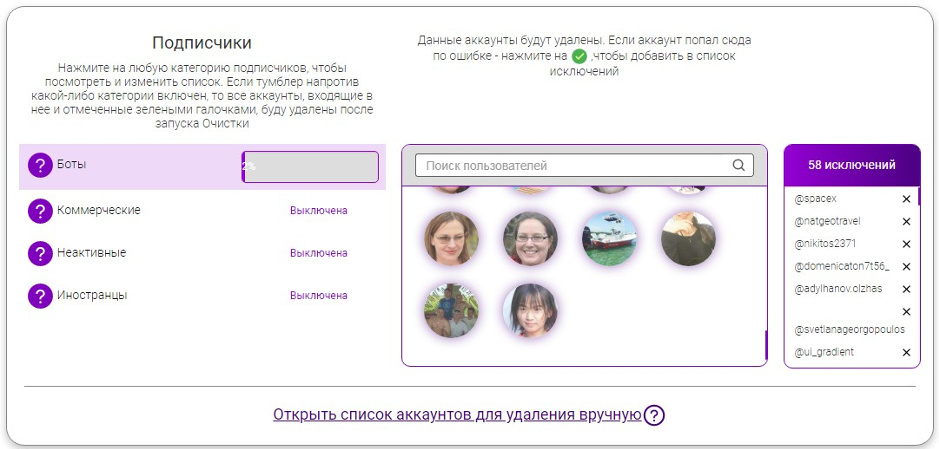 Подписчики
Нажмите на любую категорию подписчиков, чтобы
посмотреть и изменить список. Если тумблер напротив
какой-либо категории включен, то все аккаунты, входящие в
нее и отмеченные зелеными галочками, буду удалены после
запуска Очистки
Данные аккаунты будут удалены. Если аккаунт попал сюда
по ошибке - нажмите на ,чтобы добавить в список
исключений
? Боты
2%
? Коммерческие
Выключена
? Неактивные
Выключена
? Иностранцы
Выключена
Поиск пользователей
58 исключений
@spacex
@natgeotravel
@nikitos2371
@domenicaton7t56_
@adylhanov.olzhas
@svetlanageorgopoulos
@ui_gradient
Открыть список аккаунтов для удаления вручную ?